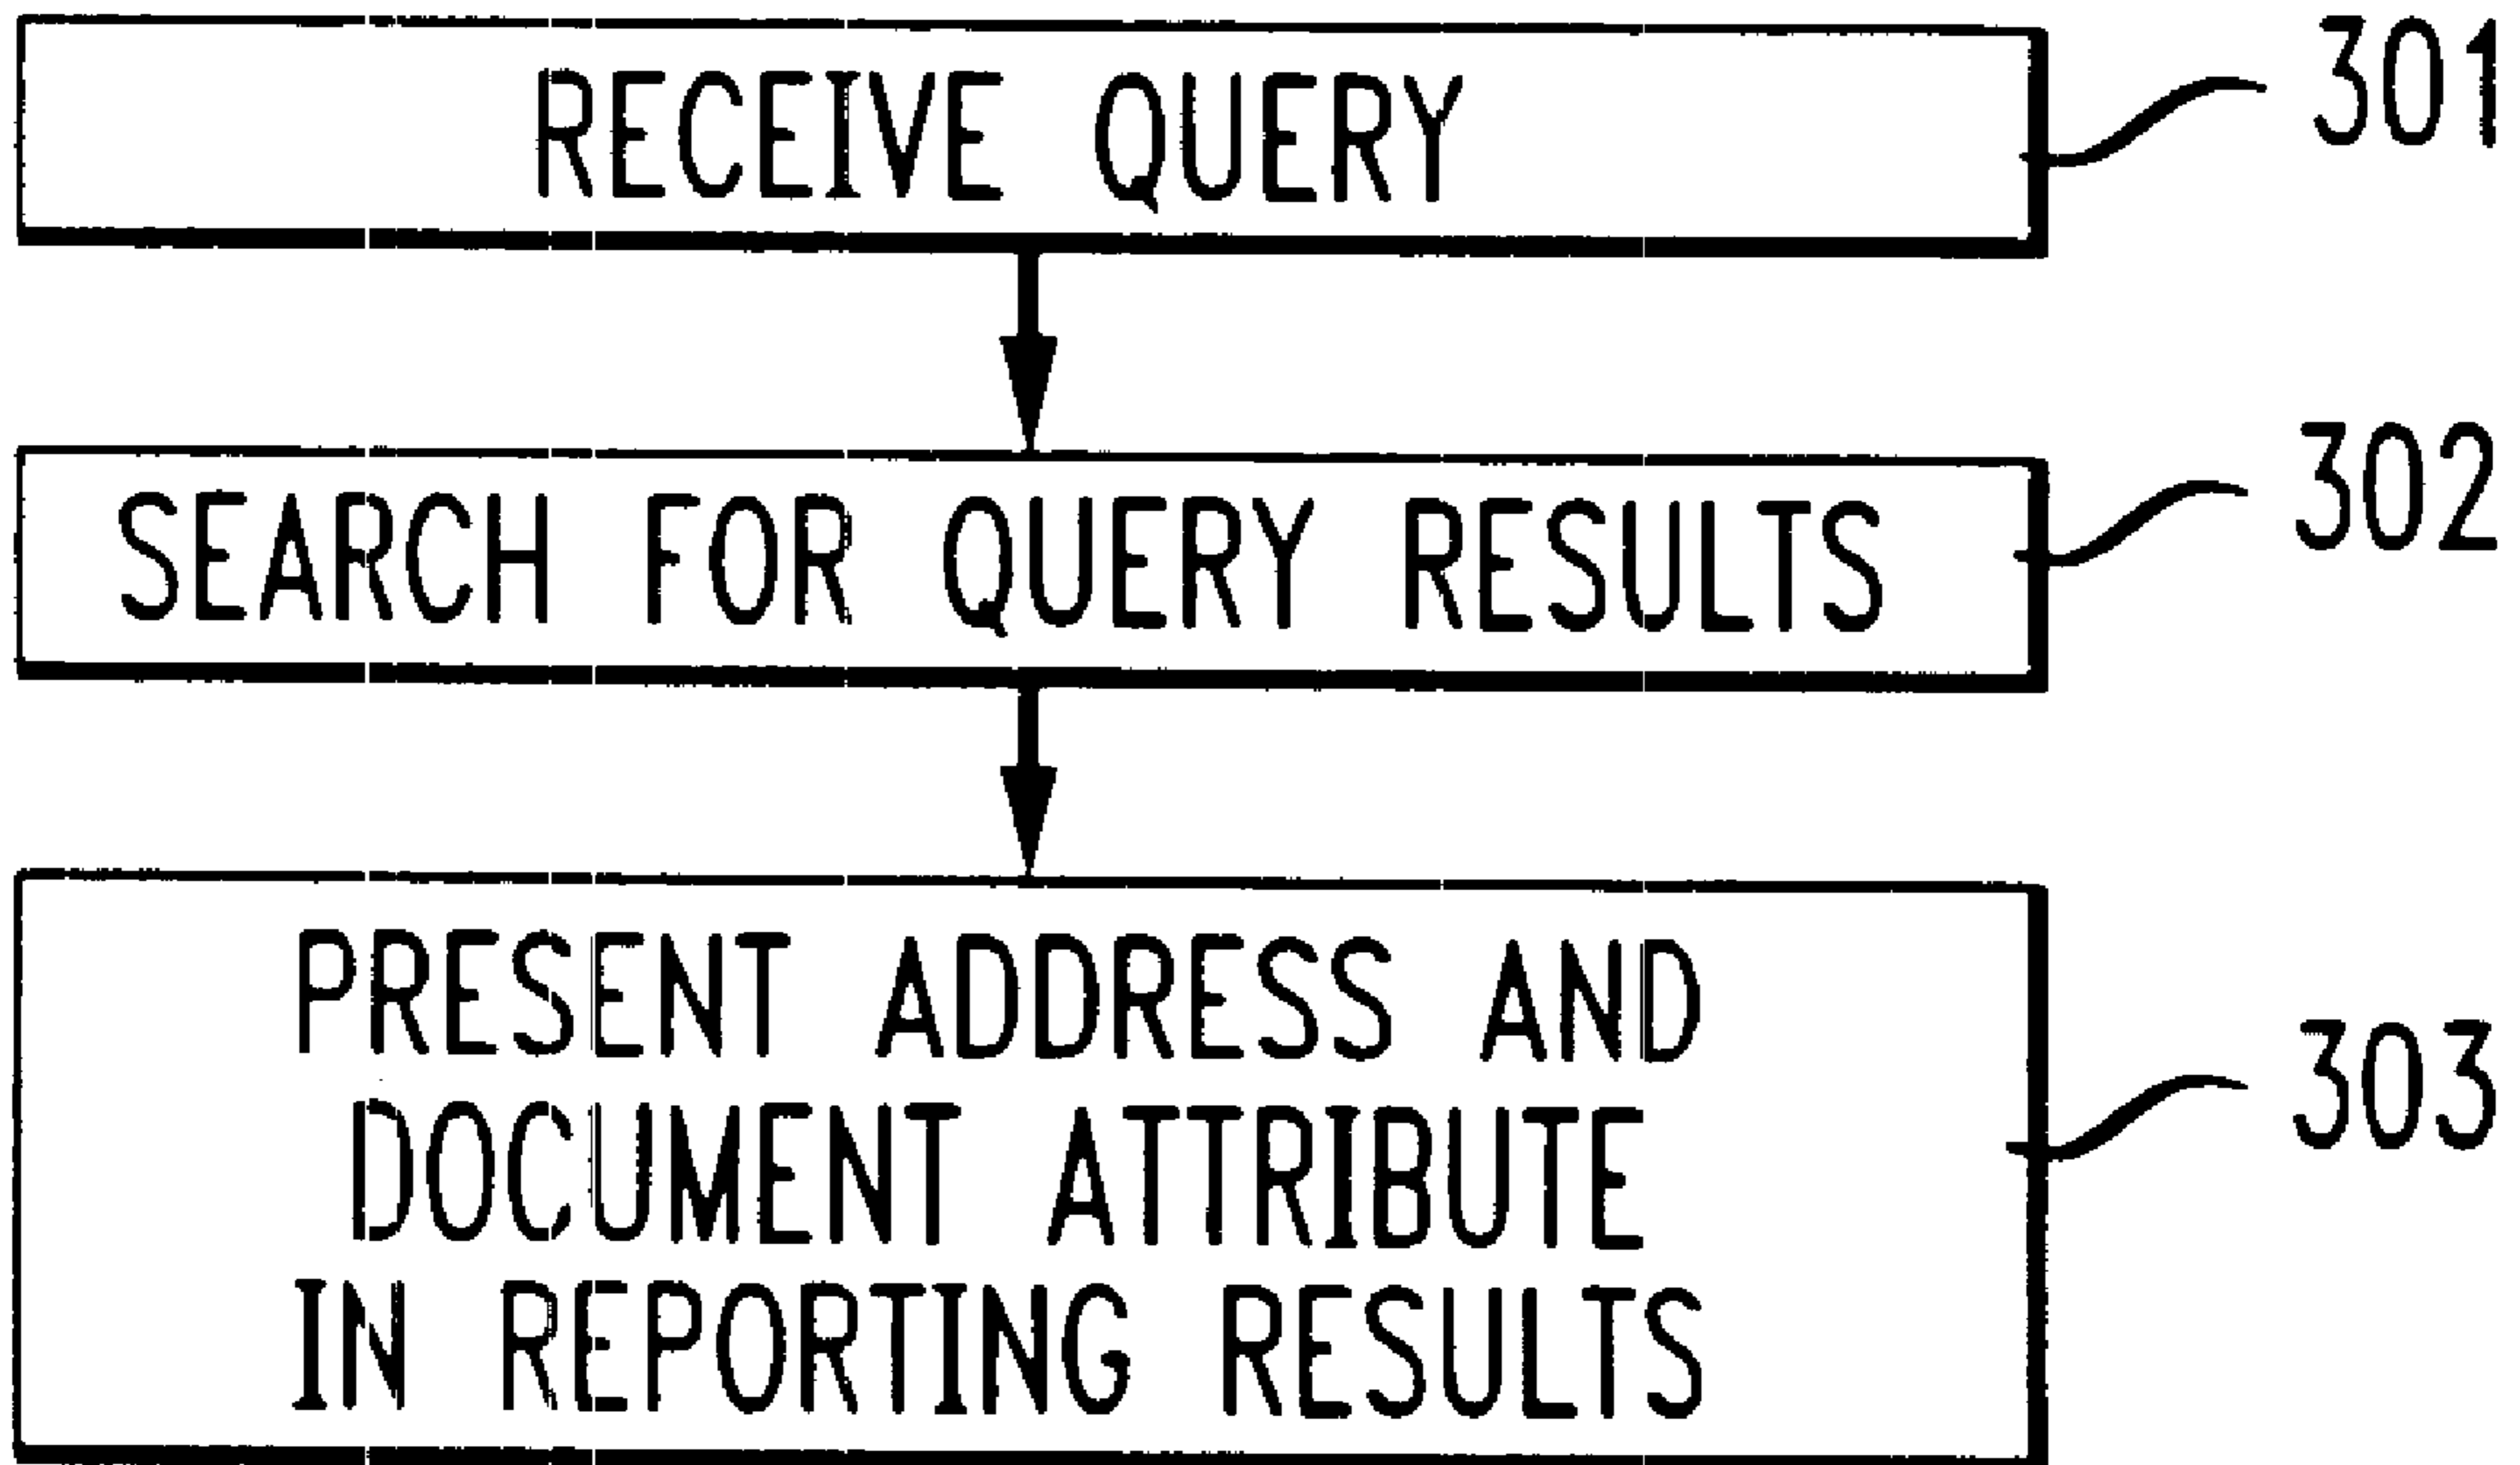 RECEIVE QUERY
301
SEARCH FOR QUERY RESULTS
302
PRESENT ADDRESS AND
DOCUMENT ATTRIBUTE
IN REPORTING RESULTS
303